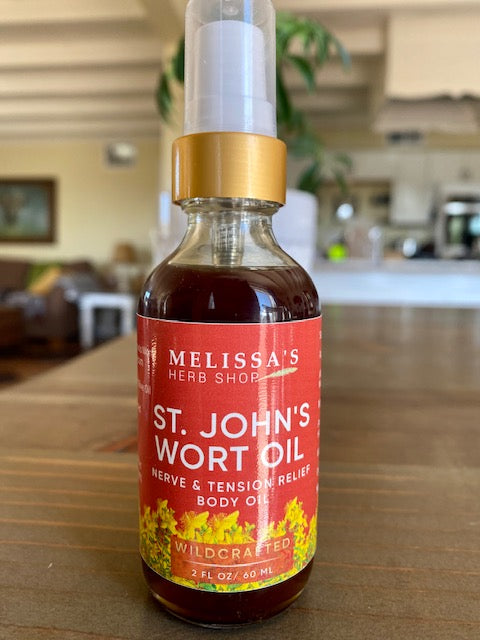 MELISSA'S
HERB SHOP
ST. JOHN'S
WORT OIL
NERVE & TENSION RELIEF
BODY OIL
WILDCRAFTED
2 FL OZ/ 60 ML